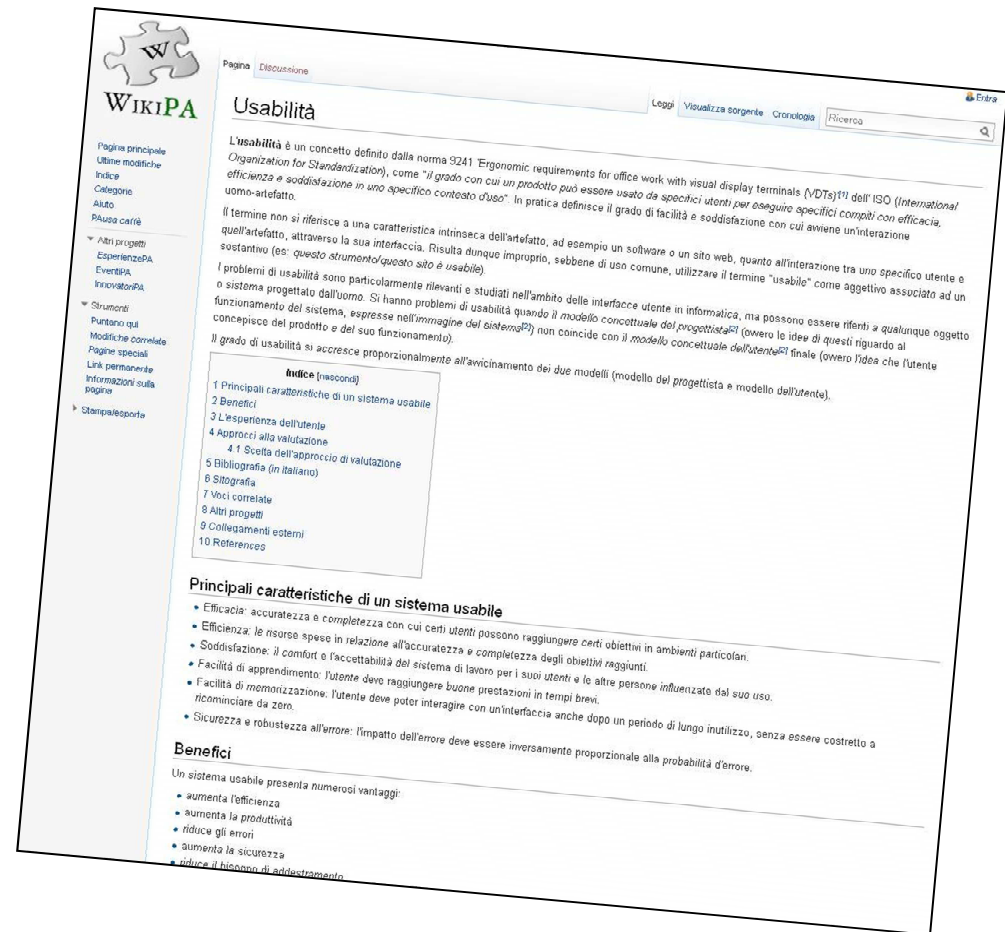 W
WIKIPA
Pagina Discussione
Leggi Visualizza sorgente Cronologia Ricerca
Entra
Pagina principale
Ultime modifiche
Indice
Categorie
Aiuto
PAusa caffè
Altri progetti
EsperienzePA
EventiPA
InnovatoriPA
Strumenti
Puntano qui
Modifiche correlate
Pagine speciali
Link permanente
Informazioni sulla
pagina
Stampa/esporta
Usabilità
L'usabilità è un concetto definito dalla norma 9241 'Ergonomic requirements for office work with visual display terminals (VDTs)[1] dell' ISO (International
Organization for Standardization), come "il grado con cui un prodotto può essere usato da specifici utenti per eseguire specifici compiti con efficacia,
efficienza e soddisfazione in uno specifico contesto d'uso". In pratica definisce il grado di facilità e soddisfazione con cui avviene un'interazione
uomo-artefatto.
Il termine non si riferisce a una caratteristica intrinseca dell'artefatto, ad esempio un software o un sito web, quanto all'interazione tra uno specifico utente e
quell'artefatto, attraverso la sua interfaccia. Risulta dunque improprio, sebbene di uso comune, utilizzare il termine "usabile" come aggettivo associato ad un
sostantivo (es: questo strumento/questo sito è usabile).
I problemi di usabilità sono particolarmente rilevanti e studiati nell'ambito delle interfacce utente in informatica, ma possono essere riferiti a qualunque oggetto
o sistema progettato dall'uomo. Si hanno problemi di usabilità quando il modello concettuale del progettista[2] (ovvero le idee di questi riguardo al
funzionamento del sistema, espresse nell'immagine del sistema[2]) non coincide con il modello concettuale dell'utente[2] finale (ovvero l'idea che l'utente
concepisce del prodotto e del suo funzionamento).
Il grado di usabilità si accresce proporzionalmente all'avvicinamento dei due modelli (modello del progettista e modello dell'utente).
Indice [nascondi]
1 Principali caratteristiche di un sistema usabile
2 Benefici
3 L'esperienza dell'utente
4 Approcci alla valutazione
4.1 Scelta dell'approccio di valutazione
5 Bibliografia (in italiano)
6 Sitografia
7 Voci correlate
8 Altri progetti
9 Collegamenti esterni
10 References
Principali caratteristiche di un sistema usabile
Efficacia: accuratezza e completezza con cui certi utenti possono raggiungere certi obiettivi in ambienti particolari.
Efficienza: le risorse spese in relazione all'accuratezza e completezza degli obiettivi raggiunti.
Soddisfazione: il comfort e l'accettabilità del sistema di lavoro per i suoi utenti e le altre persone influenzate dal suo uso.
Facilità di apprendimento: l'utente deve raggiungere buone prestazioni in tempi brevi.
Facilità di memorizzazione: l'utente deve poter interagire con un'interfaccia anche dopo un periodo di lungo inutilizzo, senza essere costretto a
ricominciare da zero.
Sicurezza e robustezza all'errore: l'impatto dell'errore deve essere inversamente proporzionale alla probabilità d'errore.
Benefici
Un sistema usabile presenta numerosi vantaggi:
aumenta l'efficienza
aumenta la produttività
riduce gli errori
aumenta la sicurezza
riduce il bisogno di addestramento